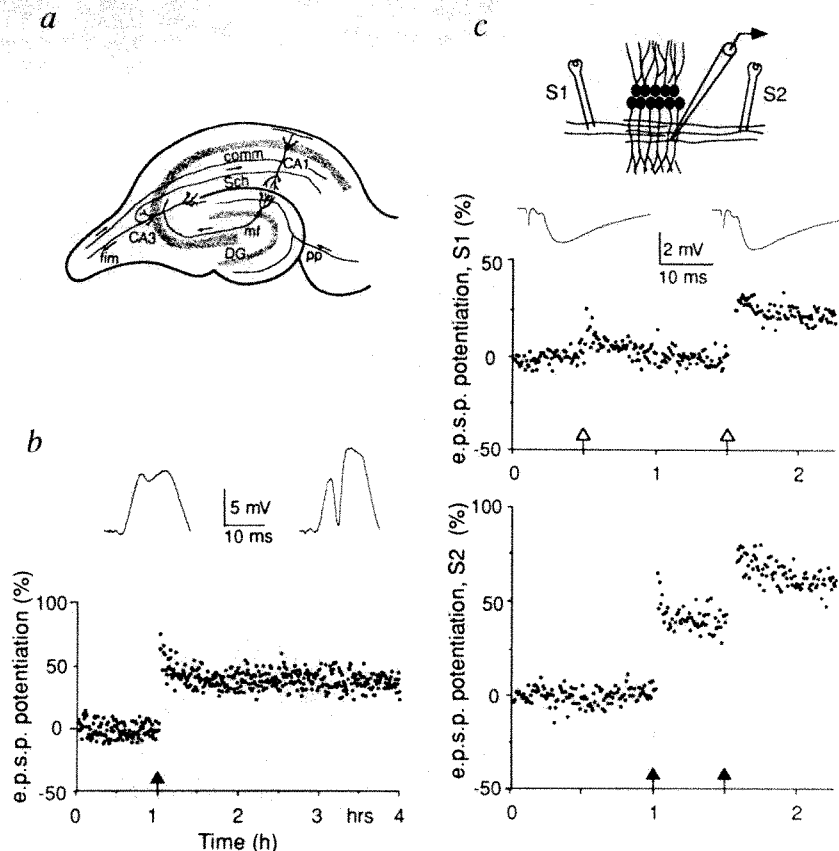 a
comm
CA1
Sch
CA3
mf
fim
DG
pp
b
5 mV
10 ms
e.p.s.p. potentiation (%)
100
50
0
-50
0 1 2 3 hrs 4
Time (h)
c
S1 S2
2 mV
10 ms
e.p.s.p. potentiation, S1 (%)
50
0
-50
0 1 2
e.p.s.p. potentiation, S2 (%)
100
50
0
-50
0 1 2